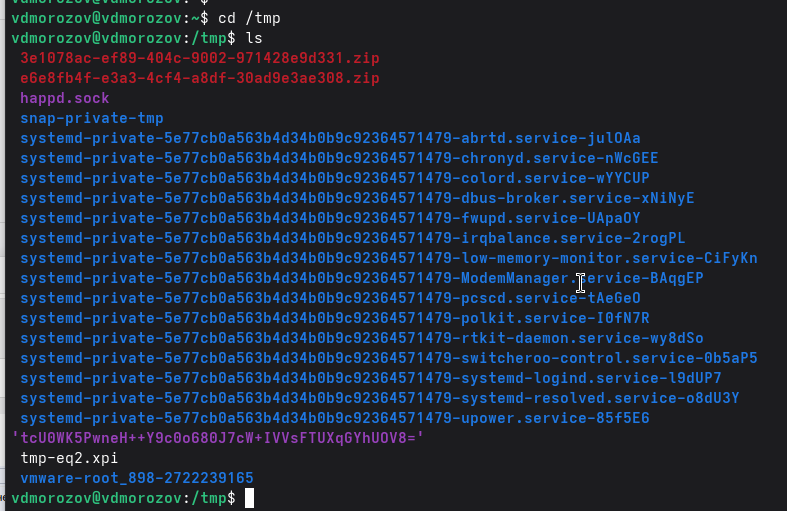 vdmorozov@vdmorozov:~$ cd /tmp
vdmorozov@vdmorozov:/tmp$ ls
3e1078ac-ef89-404c-9002-971428e9d331.zip
e6e8fb4f-e3a3-4cf4-a8df-30ad9e3ae308.zip
happd.sock
snap-private-tmp
systemd-private-5e77cb0a563b4d34b0b9c92364571479-abrtd.service-julOAa
systemd-private-5e77cb0a563b4d34b0b9c92364571479-chronyd.service-nWcGEE
systemd-private-5e77cb0a563b4d34b0b9c92364571479-colord.service-wYYCUP
systemd-private-5e77cb0a563b4d34b0b9c92364571479-dbus-broker.service-xNiNyE
systemd-private-5e77cb0a563b4d34b0b9c92364571479-fwupd.service-UApaOY
systemd-private-5e77cb0a563b4d34b0b9c92364571479-irqbalance.service-2rogPL
systemd-private-5e77cb0a563b4d34b0b9c92364571479-low-memory-monitor.service-CiFyKn
systemd-private-5e77cb0a563b4d34b0b9c92364571479-ModemManager.service-BAqgEP
systemd-private-5e77cb0a563b4d34b0b9c92364571479-pcscd.service-tAeGeO
systemd-private-5e77cb0a563b4d34b0b9c92364571479-polkit.service-I0fN7R
systemd-private-5e77cb0a563b4d34b0b9c92364571479-rtkit-daemon.service-wy8dSo
systemd-private-5e77cb0a563b4d34b0b9c92364571479-switcheroo-control.service-0b5aP5
systemd-private-5e77cb0a563b4d34b0b9c92364571479-systemd-logind.service-l9dUP7
systemd-private-5e77cb0a563b4d34b0b9c92364571479-systemd-resolved.service-o8dU3Y
systemd-private-5e77cb0a563b4d34b0b9c92364571479-upower.service-85f5E6
'tcU0WK5PwneH++Y9c0o680J7cW+IVVsFTUXqGYhUOV8='
tmp-eq2.xpi
vmware-root_898-2722239165
vdmorozov@vdmorozov:/tmp$